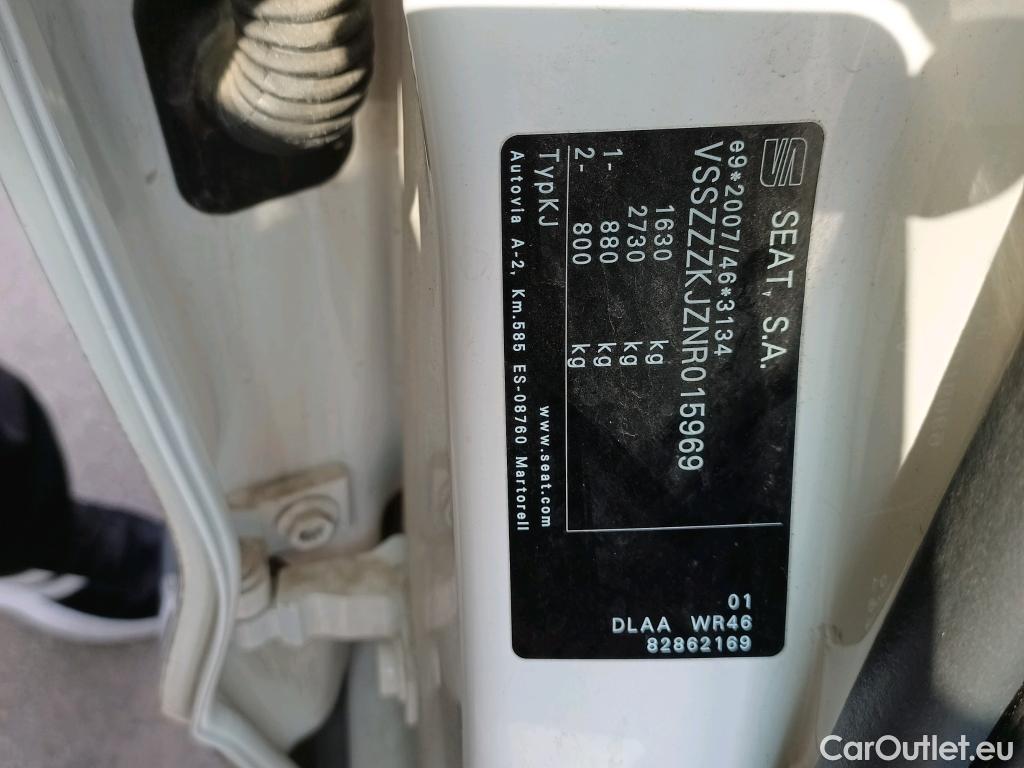 SEAT, S.A.
e9*2007/46*3134
VSSZZZKJZNR015969
1630 kg
2730 kg
1- 880 kg
2- 800 kg
TypKJ
www.seat.com
Autovia A-2, Km.585 ES-08760 Martorell
01
DLAA WR46
82862169
CarOutlet.eu